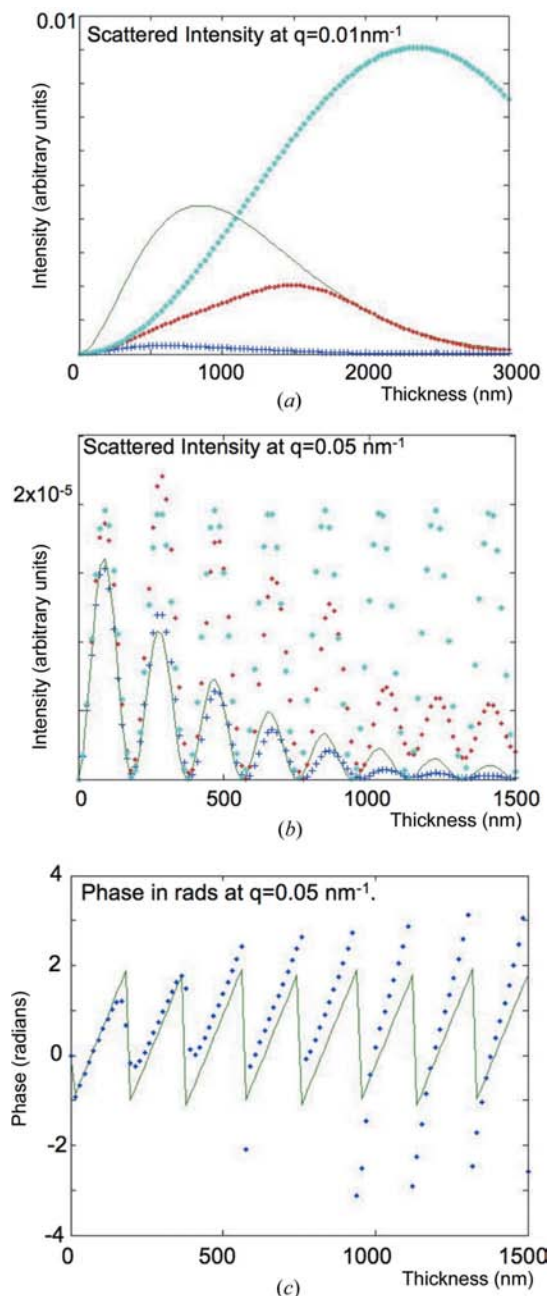 0.01
Scattered Intensity at q=0.01nm⁻¹
Intensity (arbitrary units)
0 1000 2000 3000
Thickness (nm)
(a)
Scattered Intensity at q=0.05 nm⁻¹
2x10⁻⁵
Intensity (arbitrary units)
0 500 1000 1500
Thickness (nm)
(b)
4
Phase in rads at q=0.05 nm⁻¹.
2
0
-2
-4
Phase (radians)
0 500 1000 1500
Thickness (nm)
(c)